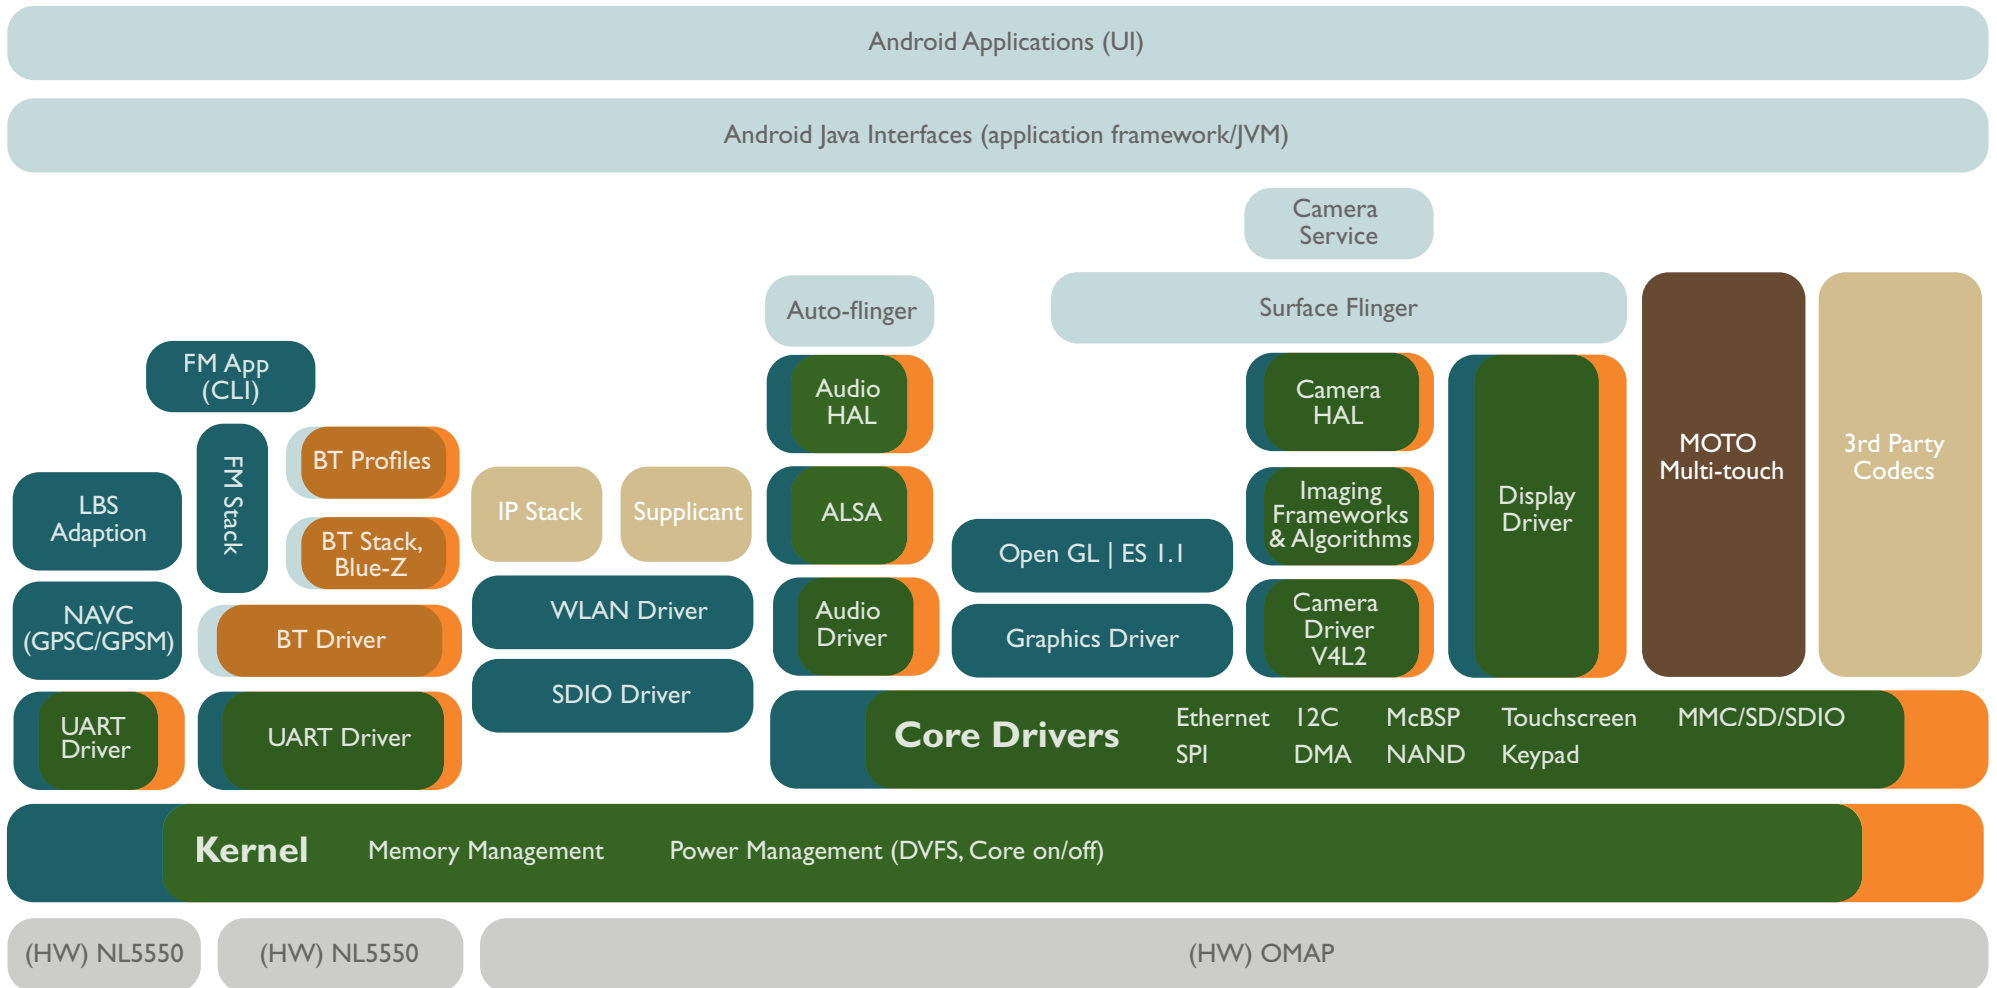 Android Applications (UI)
Android Java Interfaces (application framework/JVM)
Camera
Service
Auto-flinger
Surface Flinger
FM App
(CLI)
Audio
HAL
Camera
HAL
MOTO
Multi-touch
3rd Party
Codecs
FM Stack
BT Profiles
LBS
Adaption
IP Stack
Supplicant
ALSA
Imaging
Frameworks
& Algorithms
Display
Driver
BT Stack,
Blue-Z
Open GL | ES 1.1
NAVC
(GPSC/GPSM)
BT Driver
WLAN Driver
Audio
Driver
Graphics Driver
Camera
Driver
V4L2
SDIO Driver
UART
Driver
UART Driver
Core Drivers
Ethernet
I2C
McBSP
Touchscreen
MMC/SD/SDIO
SPI
DMA
NAND
Keypad
Kernel
Memory Management
Power Management (DVFS, Core on/off)
(HW) NL5550
(HW) NL5550
(HW) OMAP